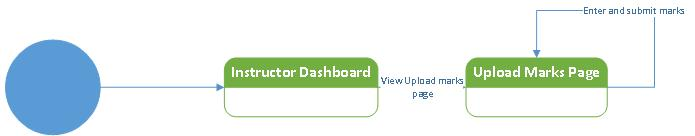 Enter and submit marks
Instructor Dashboard
View Upload marks
page
Upload Marks Page